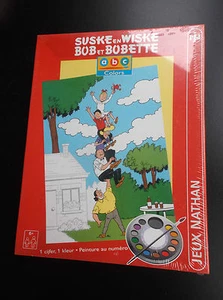 SUSKE EN WISKE
BOB ET BOBETTE
abc
Colors
1 cijfer, 1 kleur • Peinture au numéro
JEUX NATHAN